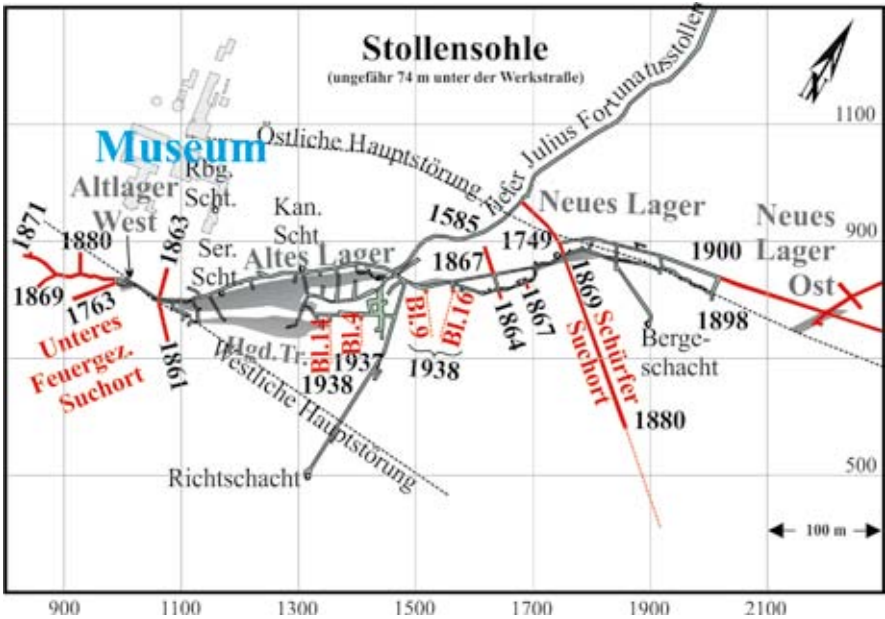 Stollensohle
(ungefähr 74 m unter der Werkstraße)
Tiefer Julius Fortunatusstollen
1100
Östliche Hauptstörung
Museum
Rbg.
Scht.
Altlager
West
1863
Kan.
Scht.
Ser.
Scht.
Altes Lager
1585
1749
Neues Lager
Neues
Lager
Ost
1900
900
1871
1880
1869
1763
1867
1869
1898
Unteres
Feuergez.
Suchort
1861
Hgd.Tr.
Bl.14
Bl.4
1937
1938
Bl.9
Bl.16
1938
1864
1867
Schürfer
Suchort
Berge-
schacht
1880
Westliche Hauptstörung
Richtschacht
500
100 m
900
1100
1300
1500
1700
1900
2100